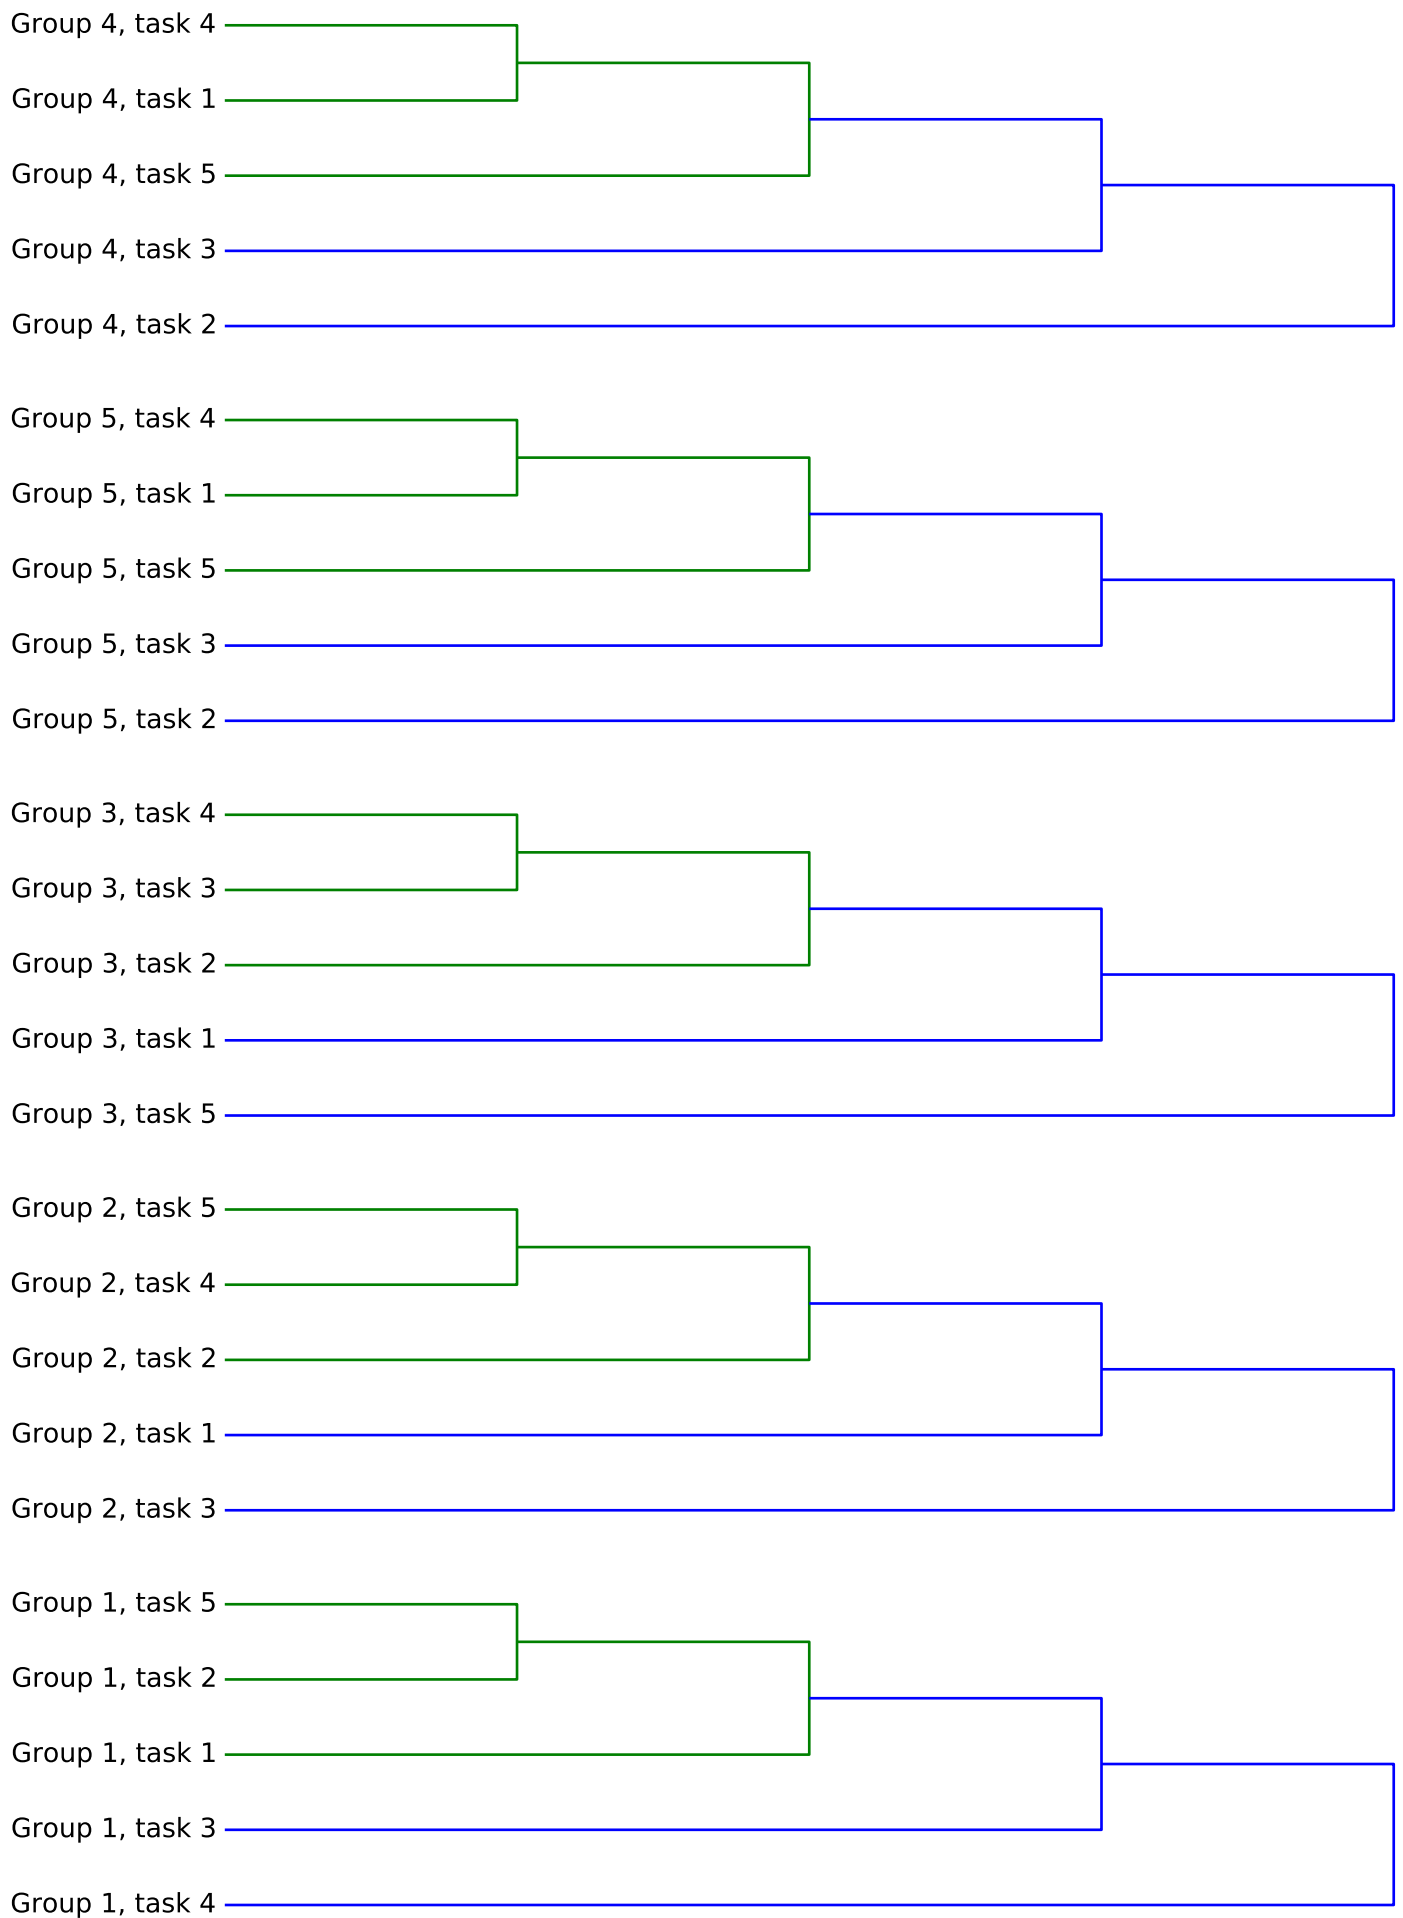 Group 4, task 4
Group 4, task 1
Group 4, task 5
Group 4, task 3
Group 4, task 2
Group 5, task 4
Group 5, task 1
Group 5, task 5
Group 5, task 3
Group 5, task 2
Group 3, task 4
Group 3, task 3
Group 3, task 2
Group 3, task 1
Group 3, task 5
Group 2, task 5
Group 2, task 4
Group 2, task 2
Group 2, task 1
Group 2, task 3
Group 1, task 5
Group 1, task 2
Group 1, task 1
Group 1, task 3
Group 1, task 4